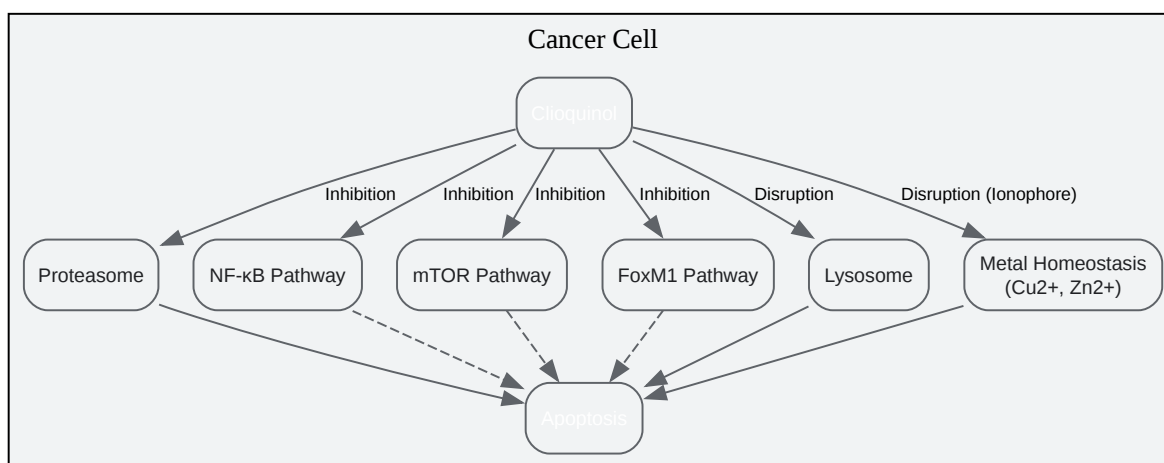 Cancer Cell
Clioquinol
Inhibition
Inhibition
Inhibition
Inhibition
Disruption
Disruption (Ionophore)
Proteasome
NF-κB Pathway
mTOR Pathway
FoxM1 Pathway
Lysosome
Metal Homeostasis
(Cu2+, Zn2+)
Apoptosis